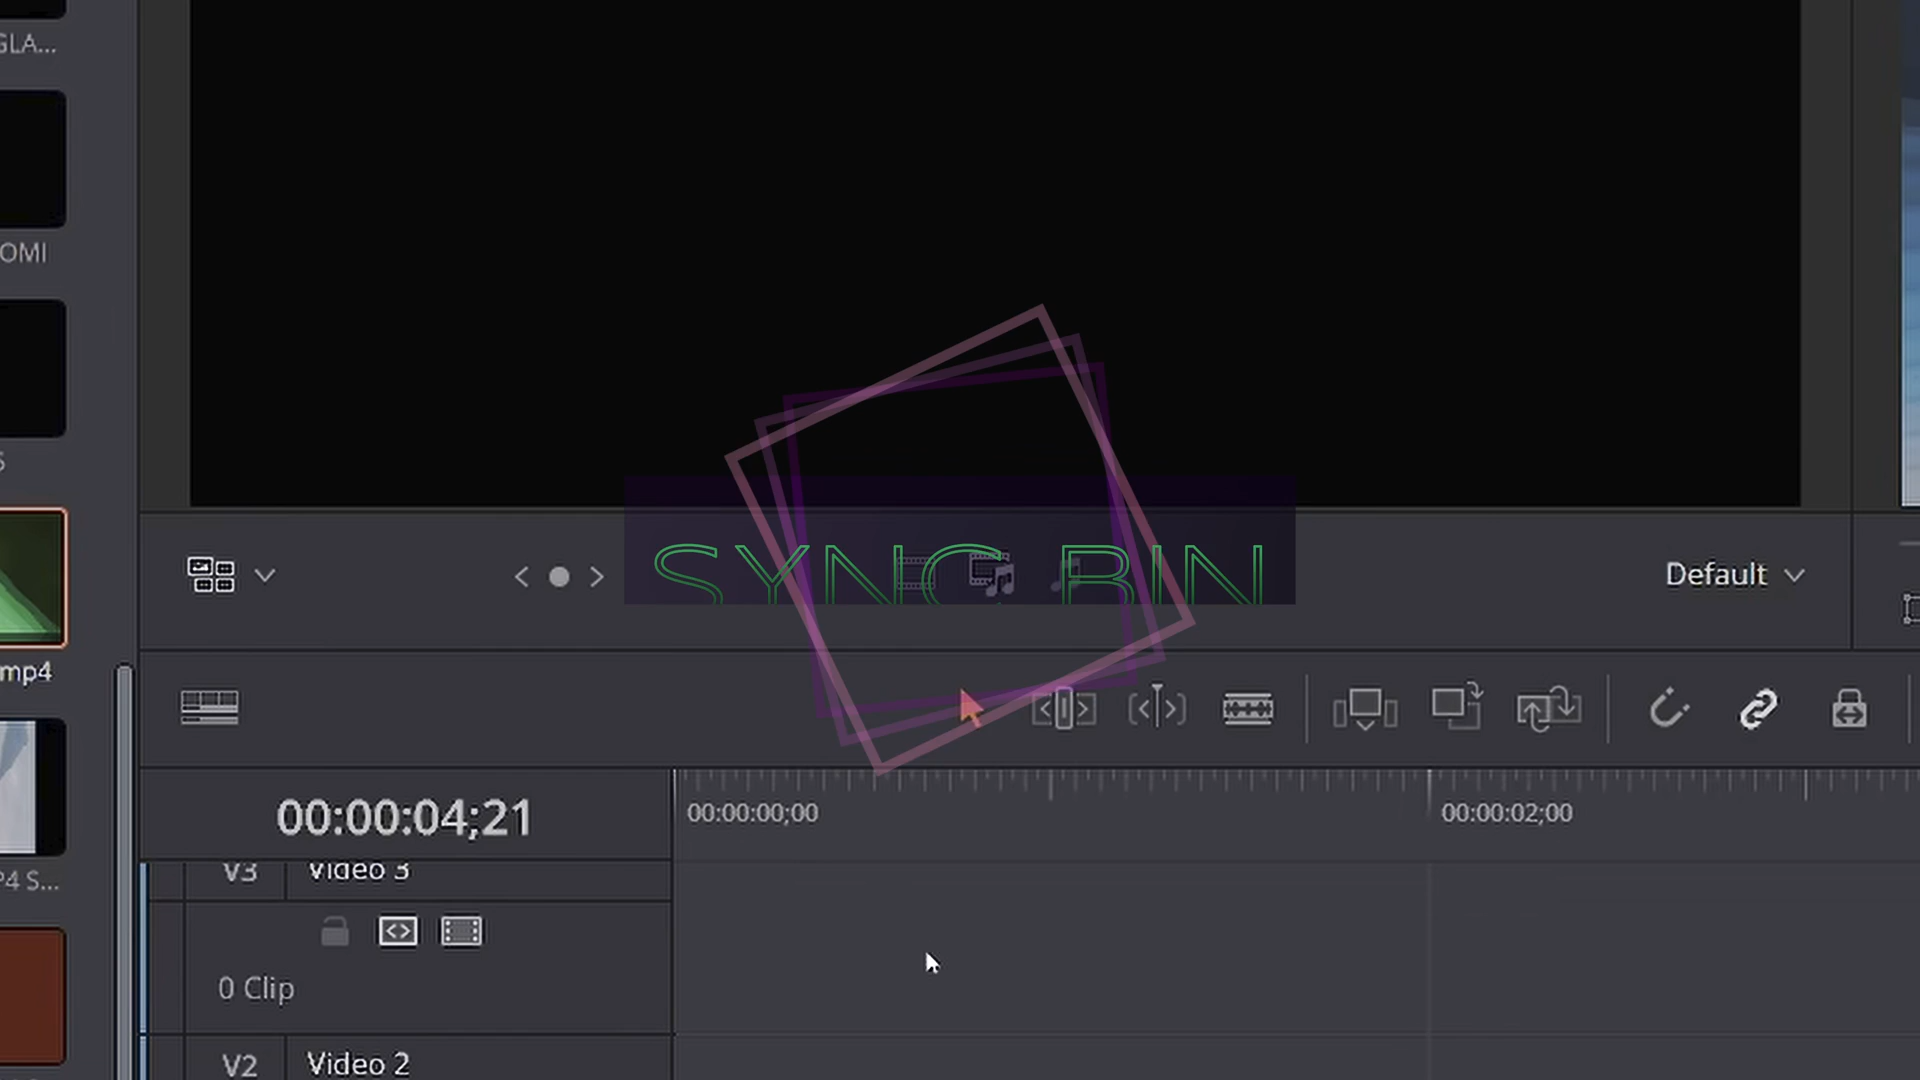 GLA...
OMI
S
mp4
P4 S...
SYNC BIN
Default
00:00:04;21
00:00:00;00
00:00:02;00
V3 Video 3
0 Clip
V2 Video 2